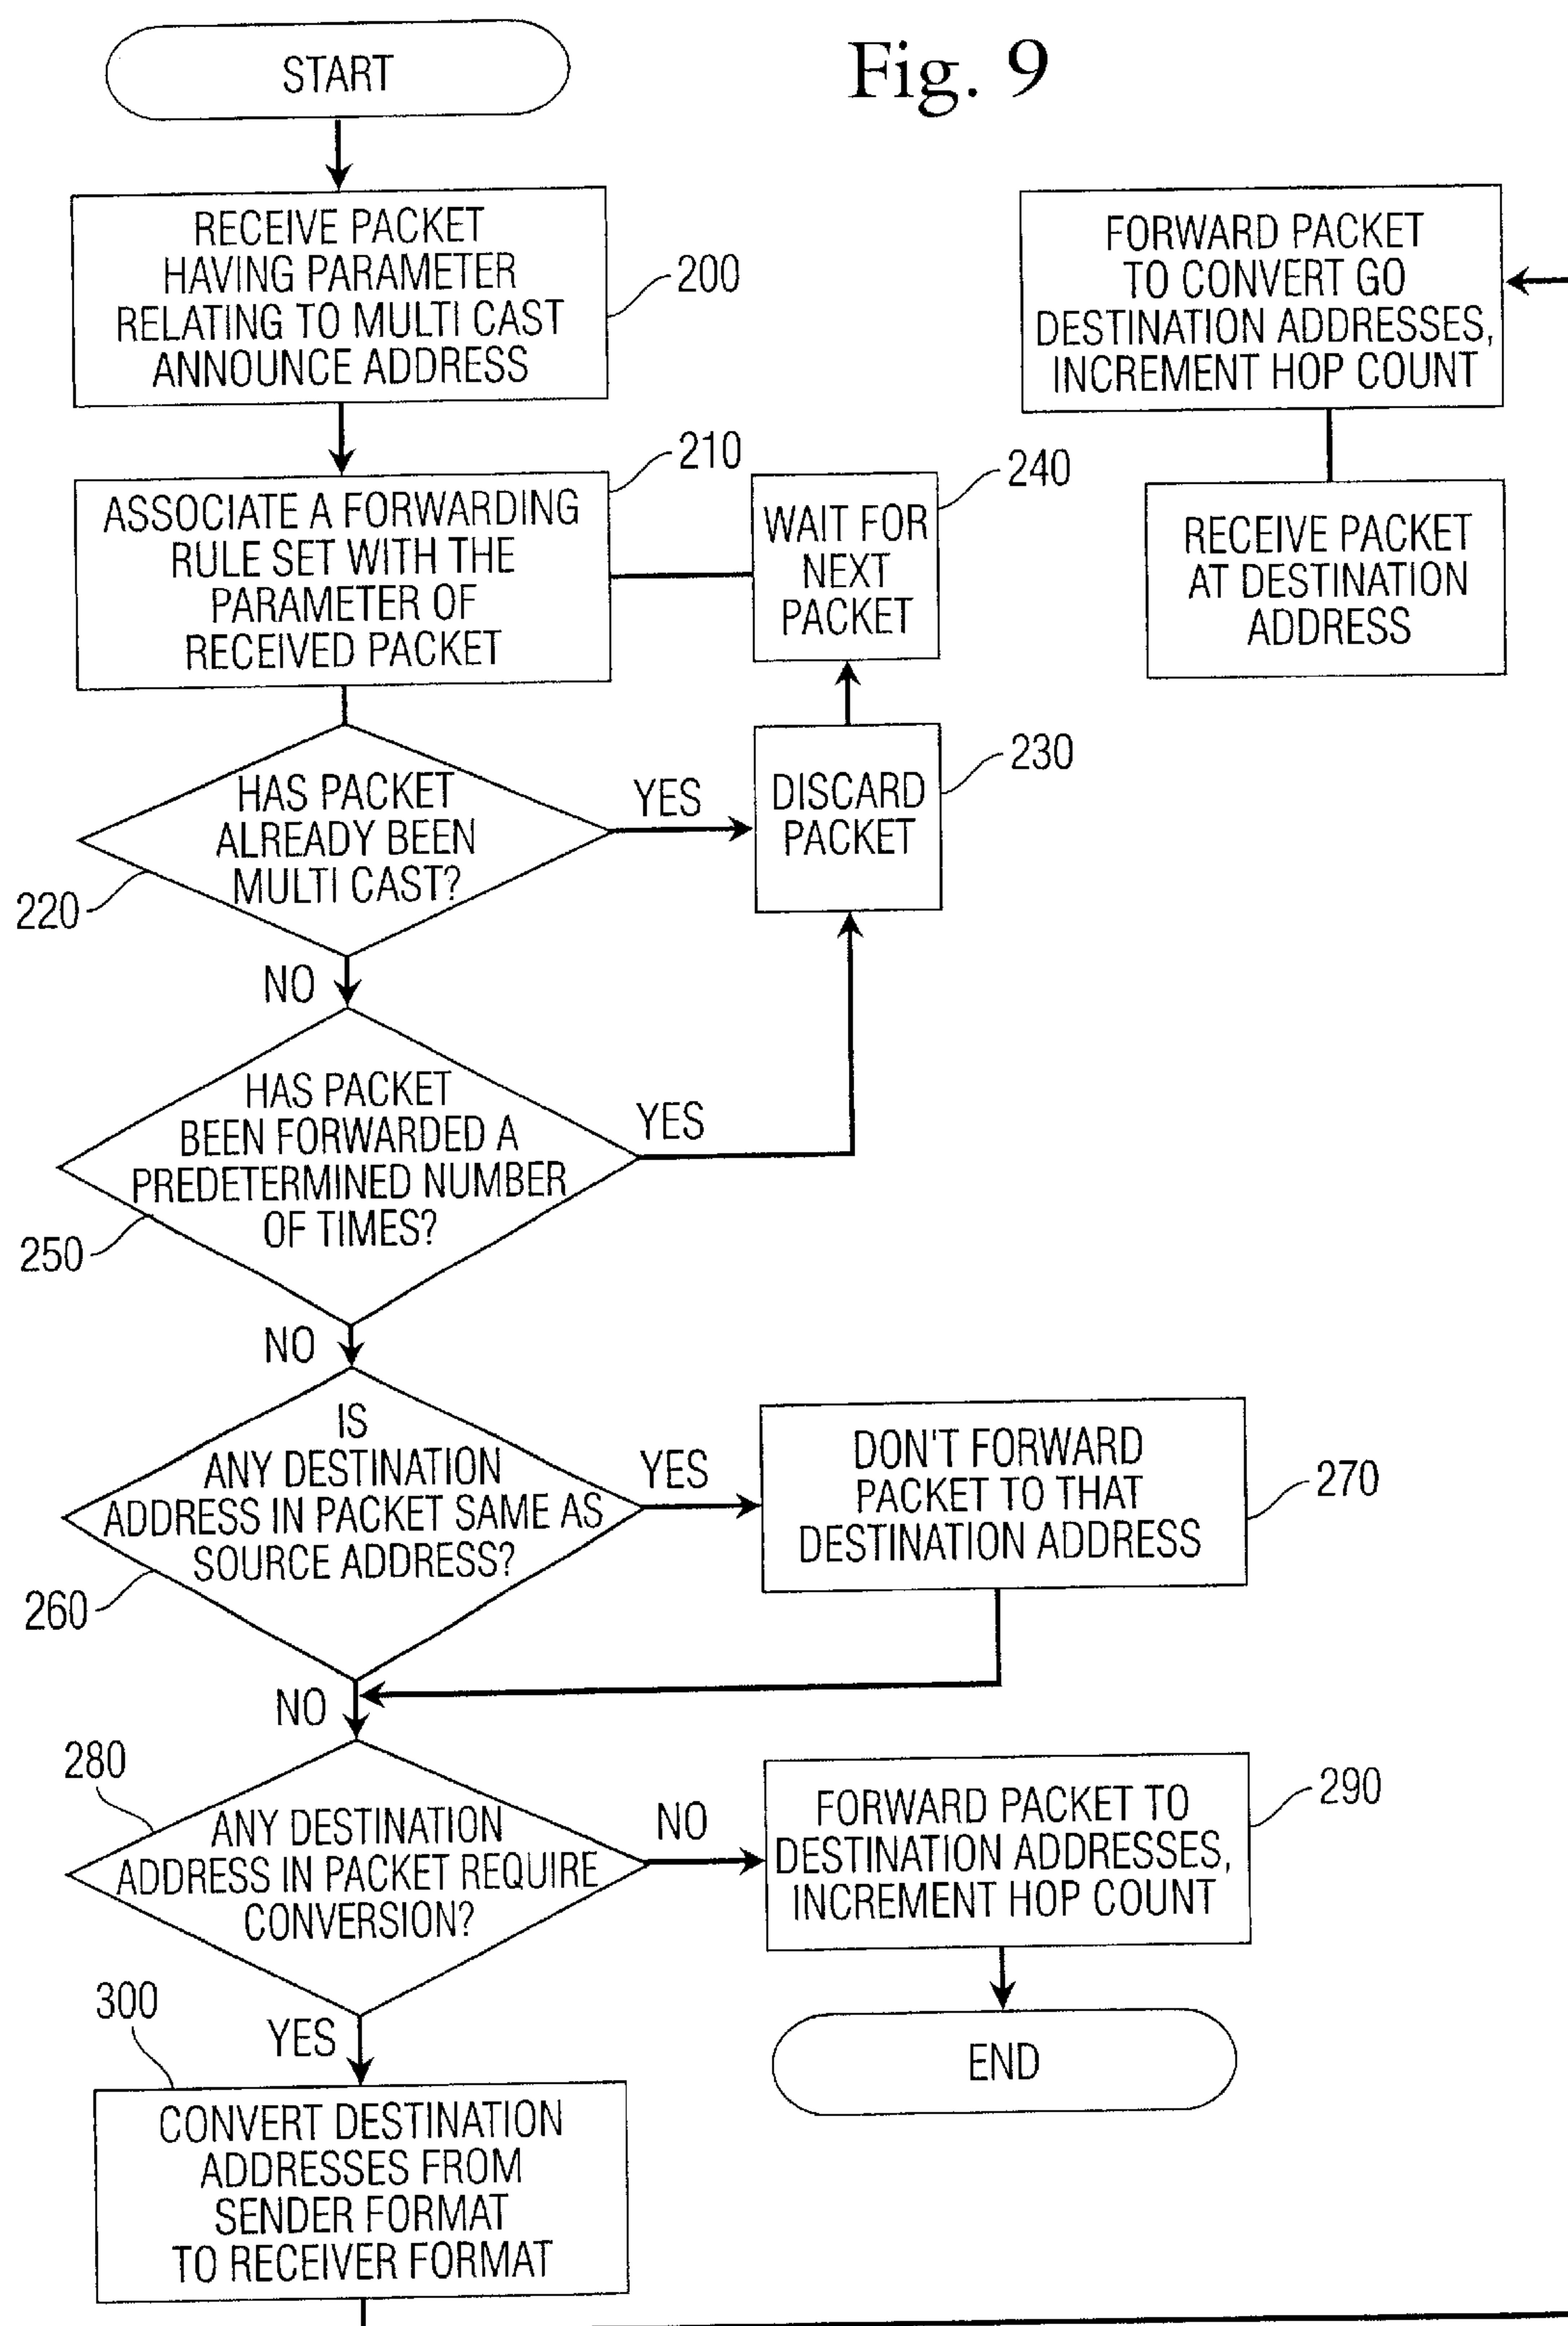 Fig. 9
START
RECEIVE PACKET
HAVING PARAMETER
RELATING TO MULTI CAST
ANNOUNCE ADDRESS
200
FORWARD PACKET
TO CONVERT GO
DESTINATION ADDRESSES,
INCREMENT HOP COUNT
RECEIVE PACKET
AT DESTINATION
ADDRESS
210
ASSOCIATE A FORWARDING
RULE SET WITH THE
PARAMETER OF
RECEIVED PACKET
240
WAIT FOR
NEXT
PACKET
HAS PACKET
ALREADY BEEN
MULTI CAST?
220
YES
DISCARD
PACKET
230
NO
HAS PACKET
BEEN FORWARDED A
PREDETERMINED NUMBER
OF TIMES?
250
YES
NO
IS
ANY DESTINATION
ADDRESS IN PACKET SAME AS
SOURCE ADDRESS?
260
YES
DON'T FORWARD
PACKET TO THAT
DESTINATION ADDRESS
270
NO
280
ANY DESTINATION
ADDRESS IN PACKET REQUIRE
CONVERSION?
NO
FORWARD PACKET TO
DESTINATION ADDRESSES,
INCREMENT HOP COUNT
290
END
300
YES
CONVERT DESTINATION
ADDRESSES FROM
SENDER FORMAT
TO RECEIVER FORMAT